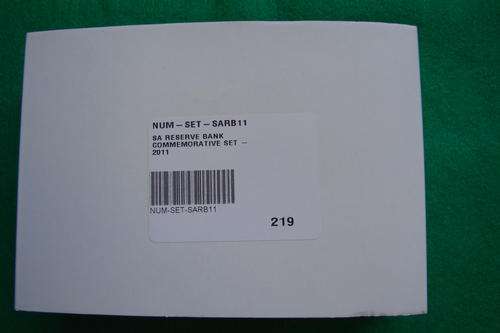 NUM – SET – SARB11
SA RESERVE BANK
COMMEMORATIVE SET –
2011
NUM-SET-SARB11
219